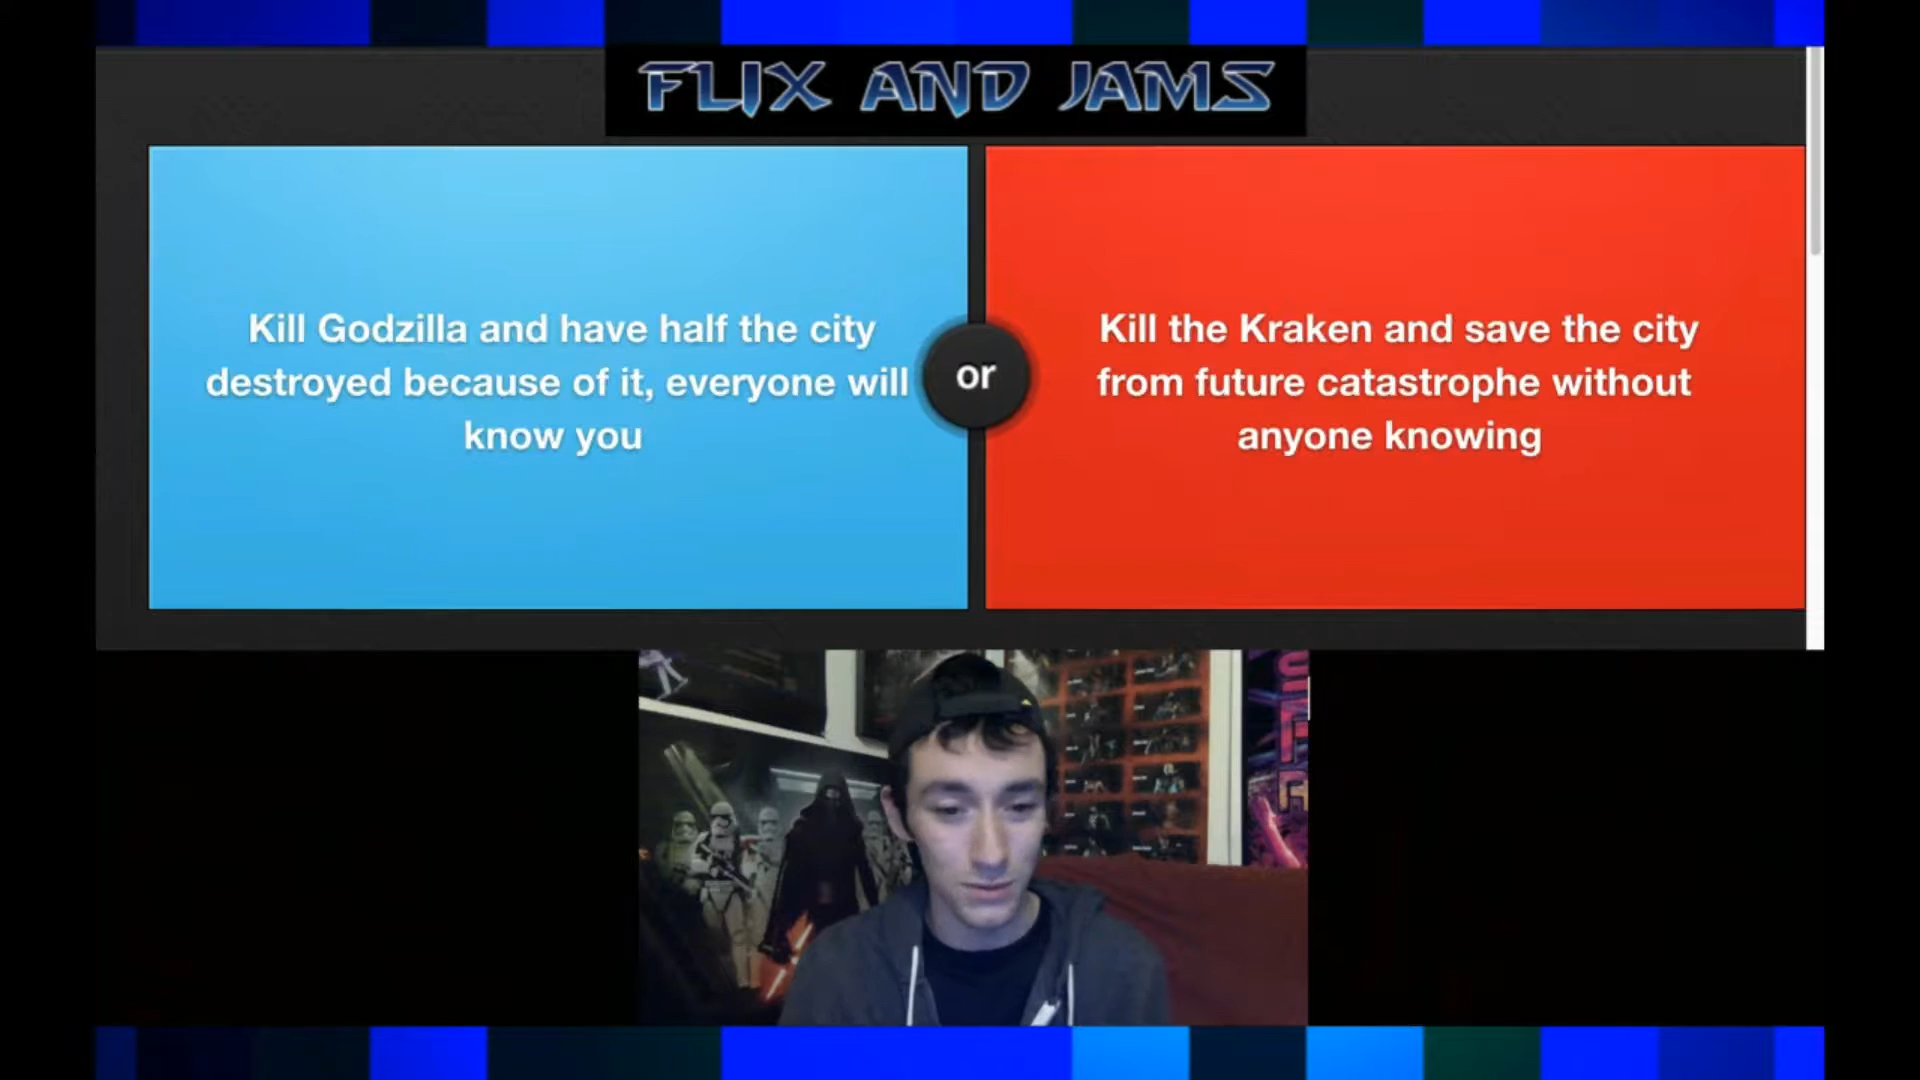 FLIX AND JAMS
Kill Godzilla and have half the city
destroyed because of it, everyone will
know you
or
Kill the Kraken and save the city
from future catastrophe without
anyone knowing